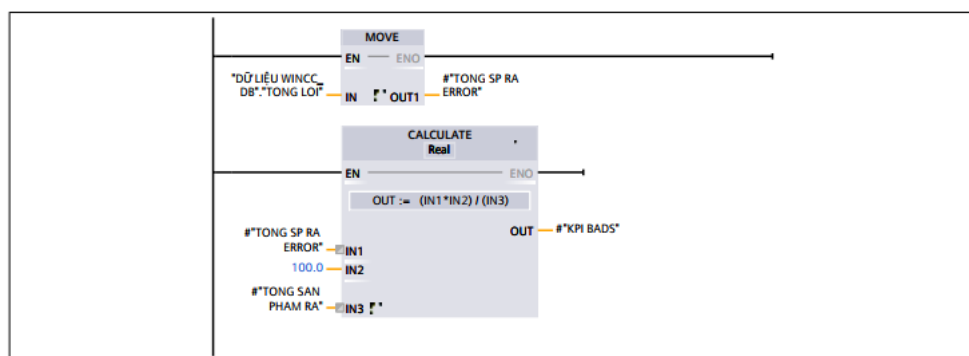 MOVE
EN ENO
"DỮ LIỆU WINCC_
DB"."TONG LOI"
IN OUT1
#"TONG SP RA
ERROR"
CALCULATE
Real
EN ENO
OUT := (IN1*IN2) / (IN3)
OUT
#"KPI BADS"
#"TONG SP RA
ERROR"
IN1
100.0
IN2
#"TONG SAN
PHAM RA"
IN3